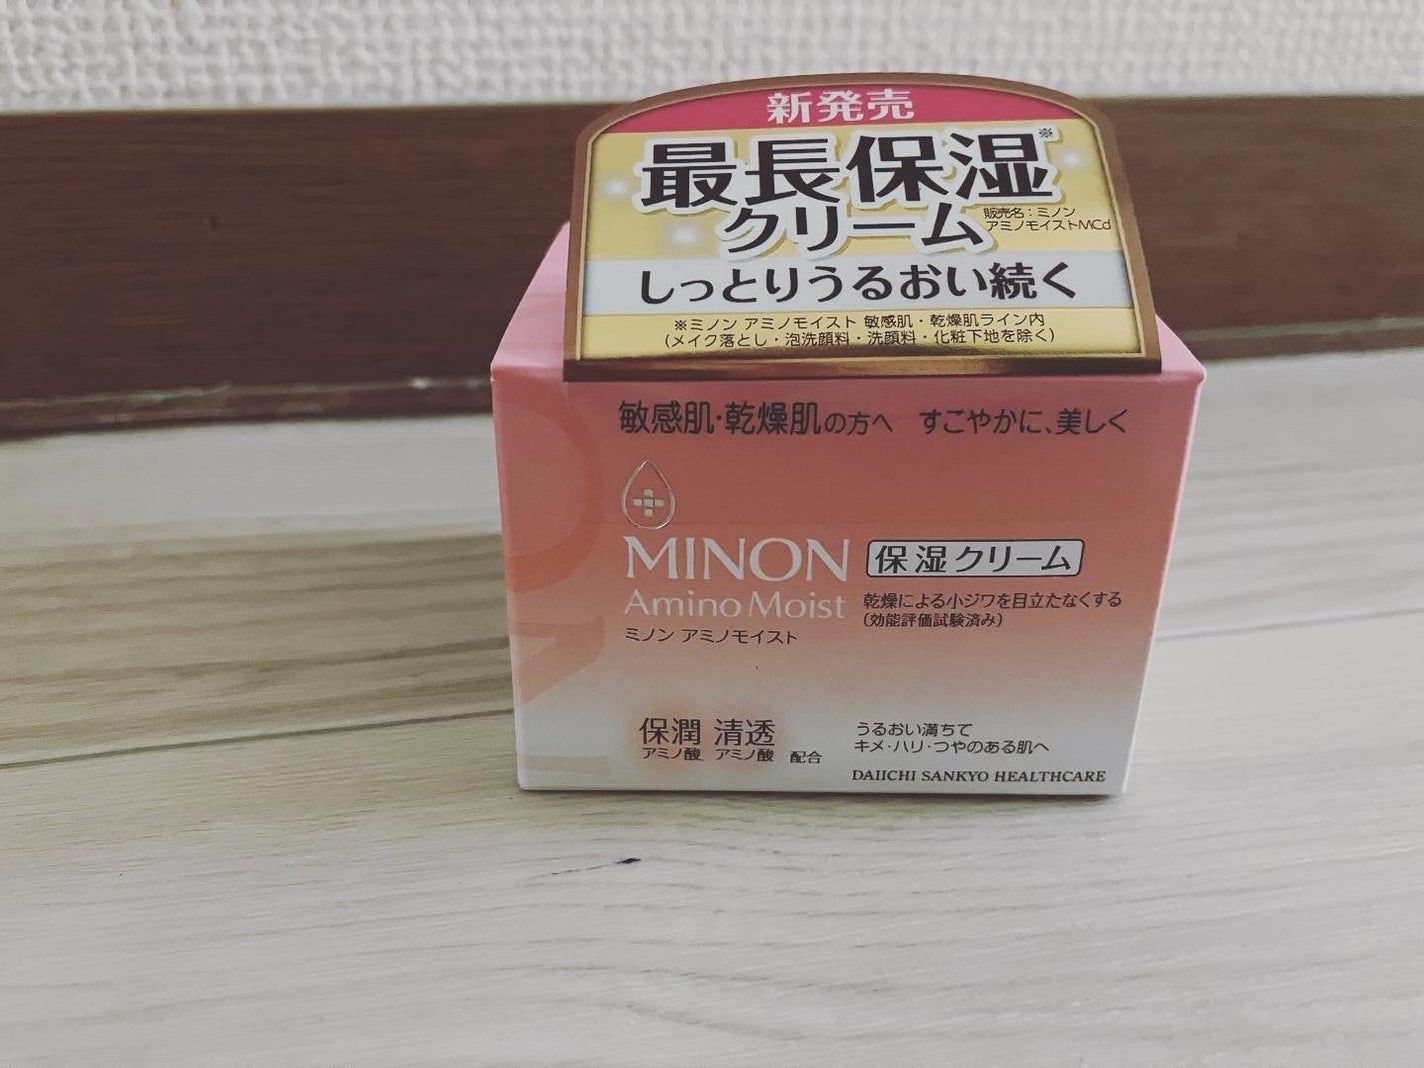 新発売
最長保湿※
クリーム 販売名：ミノン
アミノモイストMCd
しっとりうるおい続く
※ミノン アミノモイスト 敏感肌・乾燥肌ライン内
（メイク落とし・泡洗顔料・洗顔料・化粧下地を除く）
敏感肌・乾燥肌の方へ すこやかに、美しく
MINON 保湿クリーム
Amino Moist 乾燥による小ジワを目立たなくする
（効能評価試験済み）
ミノン アミノモイスト
保潤 清透
アミノ酸 アミノ酸 配合
うるおい満ちて
キメ・ハリ・つやのある肌へ
DAIICHI SANKYO HEALTHCARE